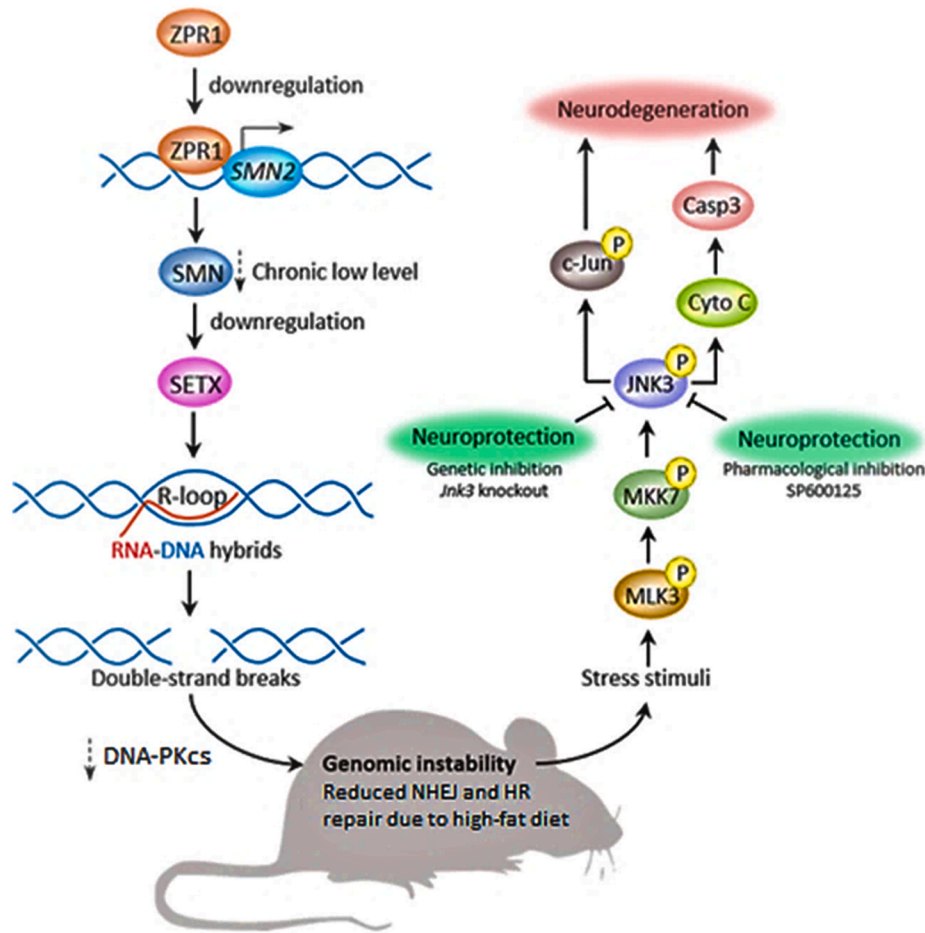 ZPR1
downregulation
ZPR1
SMN2
SMN
Chronic low level
downregulation
SETX
R-loop
RNA-DNA hybrids
Double-strand breaks
DNA-PKcs
Genomic instability
Reduced NHEJ and HR
repair due to high-fat diet
Stress stimuli
MLK3
P
MKK7
P
JNK3
P
Neuroprotection
Genetic inhibition
Jnk3 knockout
Neuroprotection
Pharmacological inhibition
SP600125
c-Jun
P
Cyto C
Casp3
Neurodegeneration